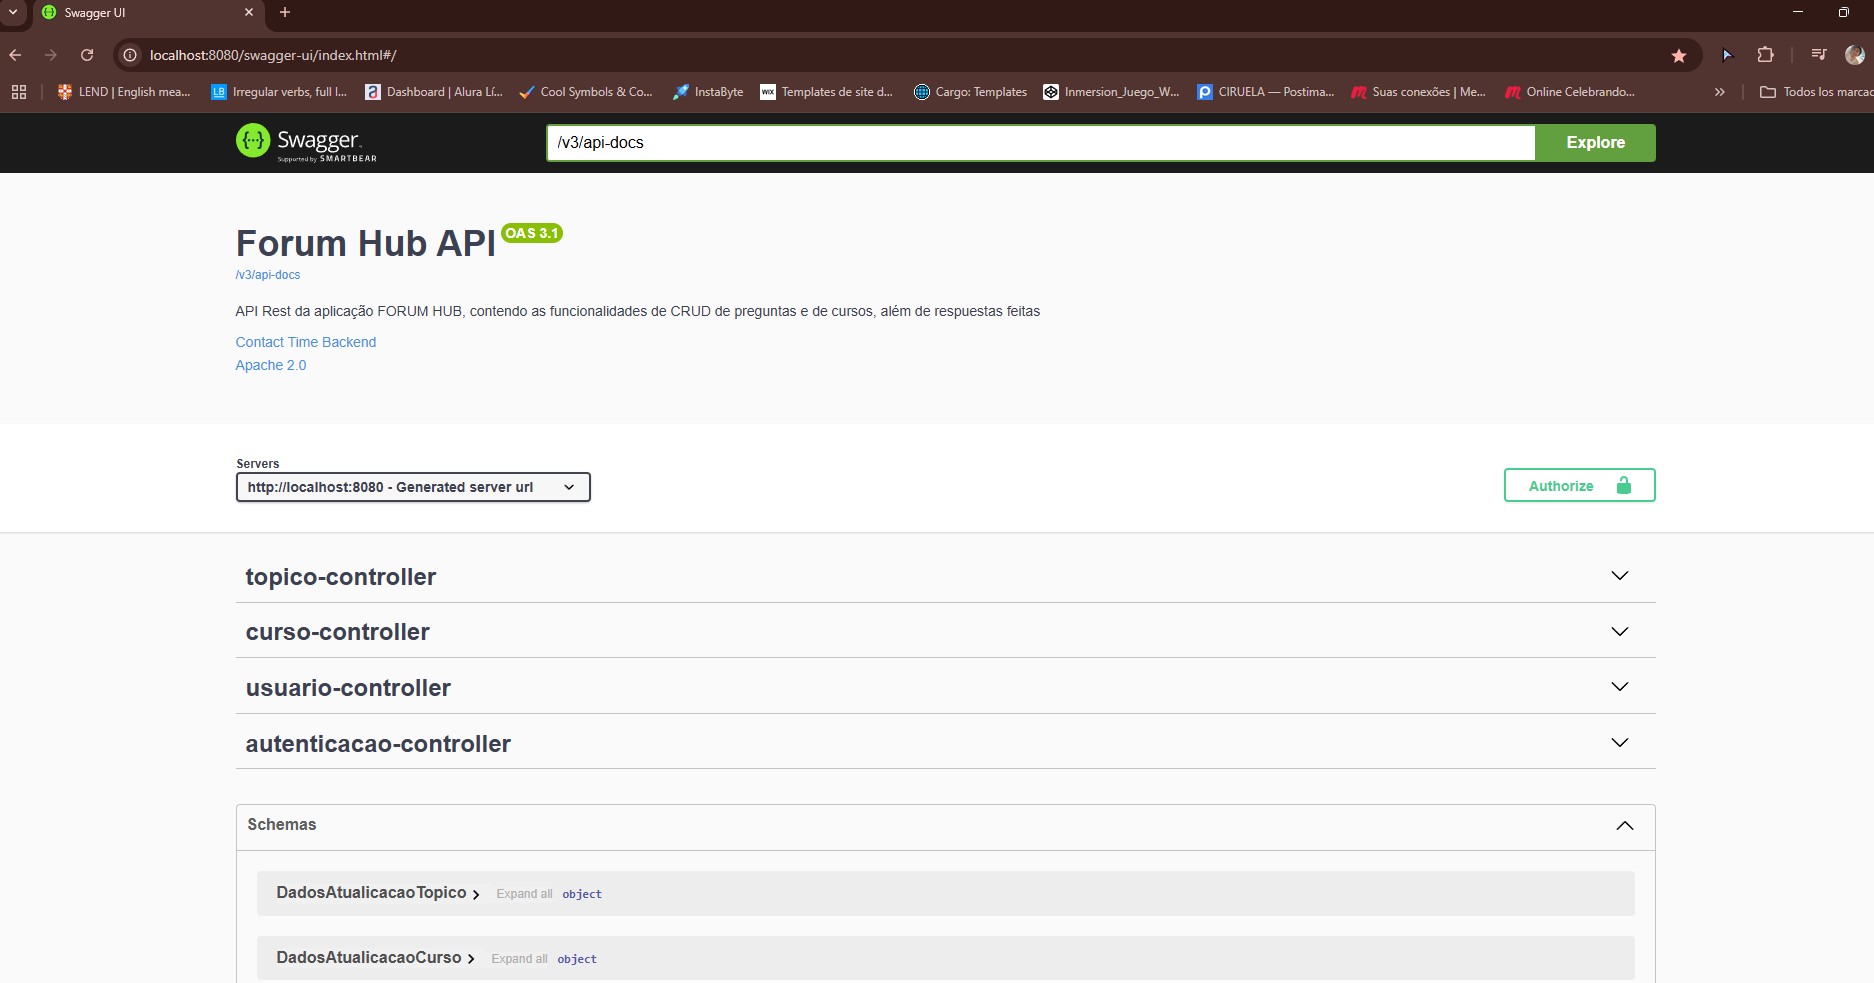 Swagger UI
localhost:8080/swagger-ui/index.html#/
LEND | English mea...
LB
Irregular verbs, full l...
a
Dashboard | Alura Lí...
Cool Symbols & Co...
InstaByte
WIX
Templates de site d...
Cargo: Templates
Inmersion_Juego_W...
P
CIRUELA — Postima...
m
Suas conexões | Me...
m
Online Celebrando...
»
Todos los marcad
{···}
Swagger
Supported by SMARTBEAR
/v3/api-docs
Explore
Forum Hub API
OAS 3.1
/v3/api-docs
API Rest da aplicação FORUM HUB, contendo as funcionalidades de CRUD de preguntas e de cursos, além de respuestas feitas
Contact Time Backend
Apache 2.0
Servers
http://localhost:8080 - Generated server url
Authorize
topico-controller
curso-controller
usuario-controller
autenticacao-controller
Schemas
DadosAtualicacaoTopico
Expand all
object
DadosAtualicacaoCurso
Expand all
object